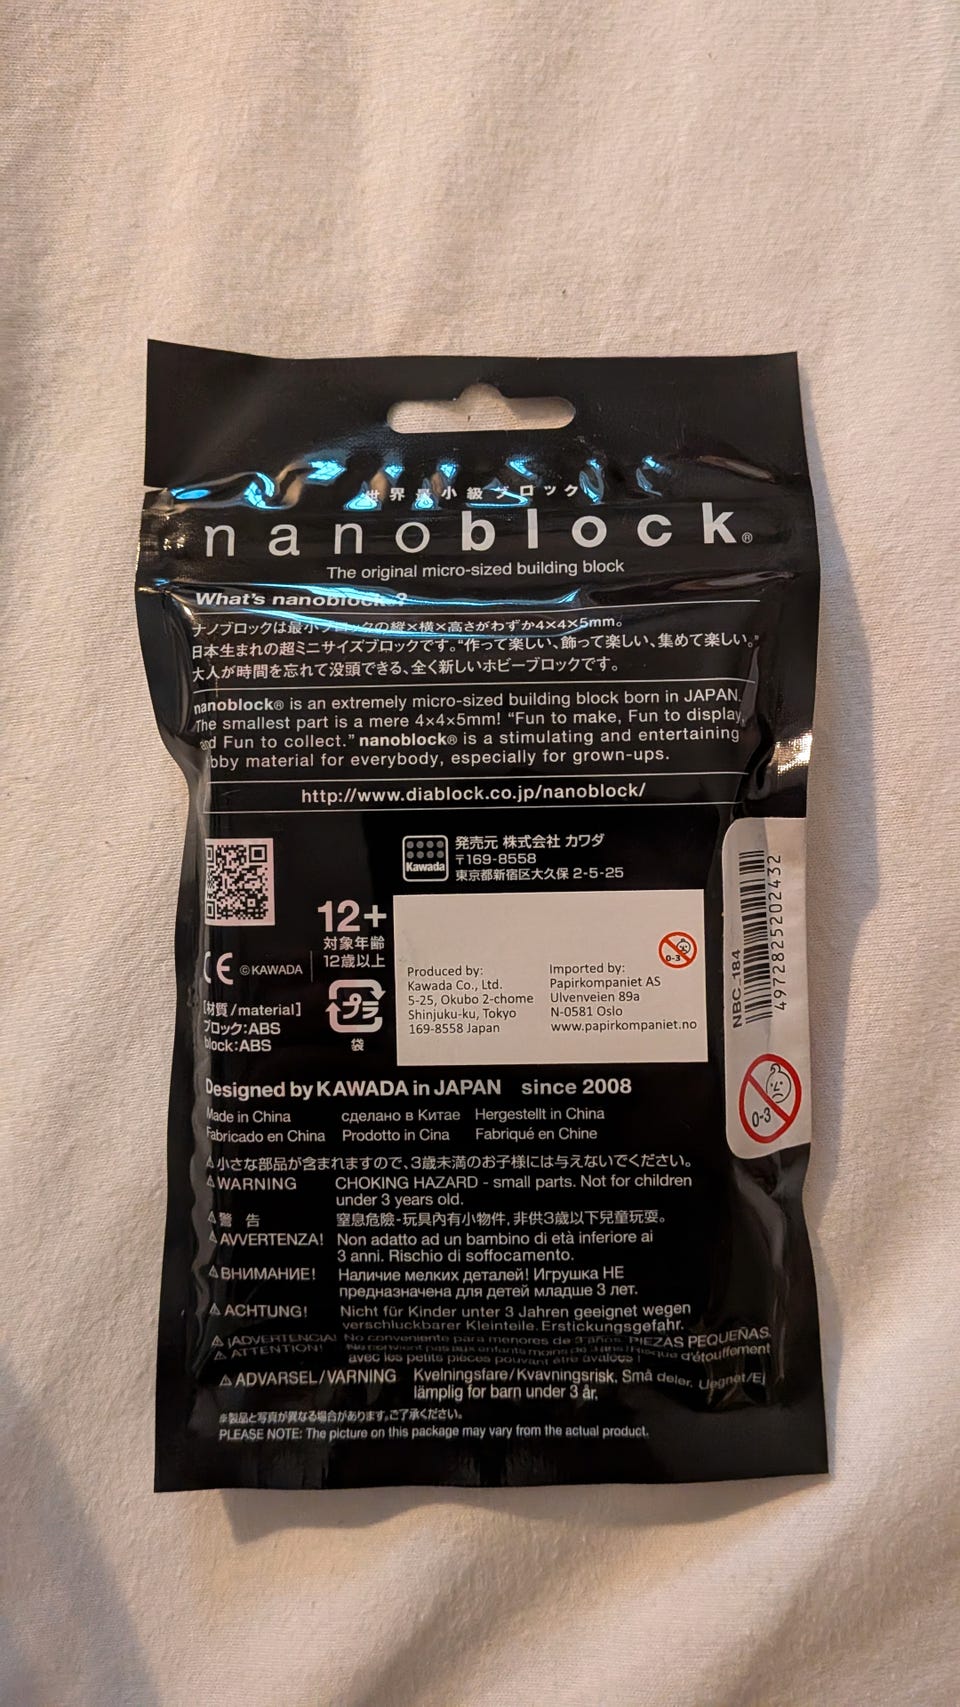 世界最小級ブロック
nanoblock®
The original micro-sized building block
What's nanoblock®?
ナノブロックは最小ブロックの縦×横×高さがわずか4×4×5mm。
日本生まれの超ミニサイズブロックです。“作って楽しい、飾って楽しい、集めて楽しい。”
大人が時間を忘れて没頭できる、全く新しいホビーブロックです。
nanoblock® is an extremely micro-sized building block born in JAPAN.
The smallest part is a mere 4×4×5mm! “Fun to make, Fun to display,
and Fun to collect.” nanoblock® is a stimulating and entertaining
material for everybody, especially for grown-ups.
http://www.diablock.co.jp/nanoblock/
Kawada
発売元 株式会社 カワダ
〒169-8558
東京都新宿区大久保 2-5-25
12+
対象年齢
12歳以上
CE ©KAWADA
プラ
袋
[材質/material]
ブロック:ABS
block:ABS
0-3
Produced by:
Kawada Co., Ltd.
5-25, Okubo 2-chome
Shinjuku-ku, Tokyo
169-8558 Japan
Imported by:
Papirkompaniet AS
Ulvenveien 89a
N-0581 Oslo
www.papirkompaniet.no
NBC_184
4972825202432
0-3
Designed by KAWADA in JAPAN since 2008
Made in China сделано в Китае Hergestellt in China
Fabricado en China Prodotto in Cina Fabriqué en Chine
⚠小さな部品が含まれますので、3歳未満のお子様には与えないでください。
⚠WARNING CHOKING HAZARD - small parts. Not for children
under 3 years old.
⚠警 告 窒息危險-玩具內有小物件, 非供3歲以下兒童玩耍。
⚠AVVERTENZA! Non adatto ad un bambino di età inferiore ai
3 anni. Rischio di soffocamento.
⚠ВНИМАНИЕ! Наличие мелких деталей! Игрушка НЕ
предназначена для детей младше 3 лет.
⚠ACHTUNG! Nicht für Kinder unter 3 Jahren geeignet wegen
verschluckbarer Kleinteile. Erstickungsgefahr.
⚠¡ADVERTENCIA! No conveniente para menores de 3 años. PIEZAS PEQUEÑAS.
⚠ATTENTION! Ne convient pas aux enfants moins de 3 ans ! Risque d'étouffement
avec les petits pièces pouvant être avalées !
⚠ADVARSEL/VARNING Kvelningsfare/Kvavningsrisk. Små deler. Uegnet/Ej
lämplig for barn under 3 år.
※製品と写真が異なる場合があります。ご了承ください。
PLEASE NOTE: The picture on this package may vary from the actual product.